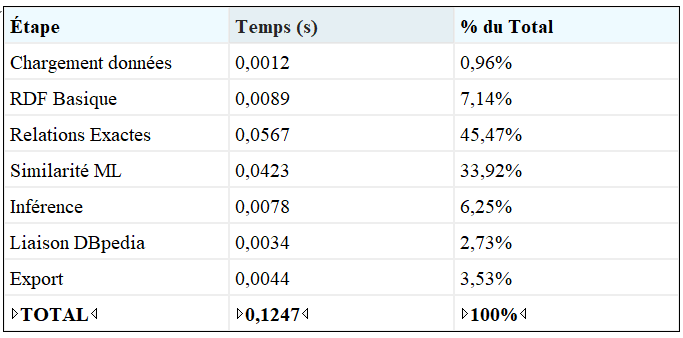 Étape Temps (s) % du Total
Chargement données 0,0012 0,96%
RDF Basique 0,0089 7,14%
Relations Exactes 0,0567 45,47%
Similarité ML 0,0423 33,92%
Inférence 0,0078 6,25%
Liaison DBpedia 0,0034 2,73%
Export 0,0044 3,53%
TOTAL 0,1247 100%